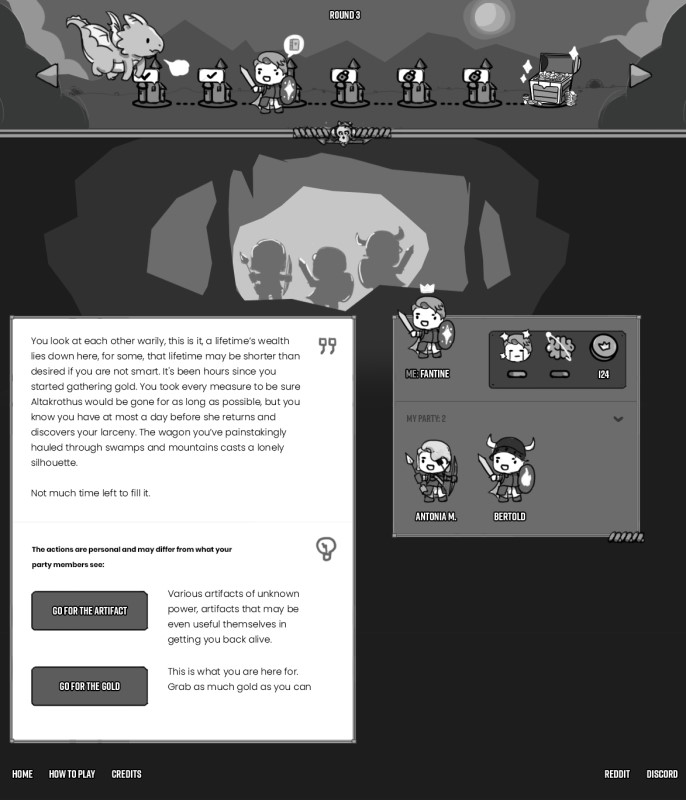 ROUND 3
You look at each other warily, this is it, a lifetime's wealth
lies down here, for some, that lifetime may be shorter than
desired if you are not smart. It's been hours since you
started gathering gold. You took every measure to be sure
Altakrothus would be gone for as long as possible, but you
know you have at most a day before she returns and
discovers your larceny. The wagon you've painstakingly
hauled through swamps and mountains casts a lonely
silhouette.
Not much time left to fill it.
The actions are personal and may differ from what your
party members see:
GO FOR THE ARTIFACT
Various artifacts of unknown
power, artifacts that may be
even useful themselves in
getting you back alive.
GO FOR THE GOLD
This is what you are here for.
Grab as much gold as you can
ME: FANTINE
124
MY PARTY: 2
ANTONIA M.
BERTOLD
HOME
HOW TO PLAY
CREDITS
REDDIT
DISCORD